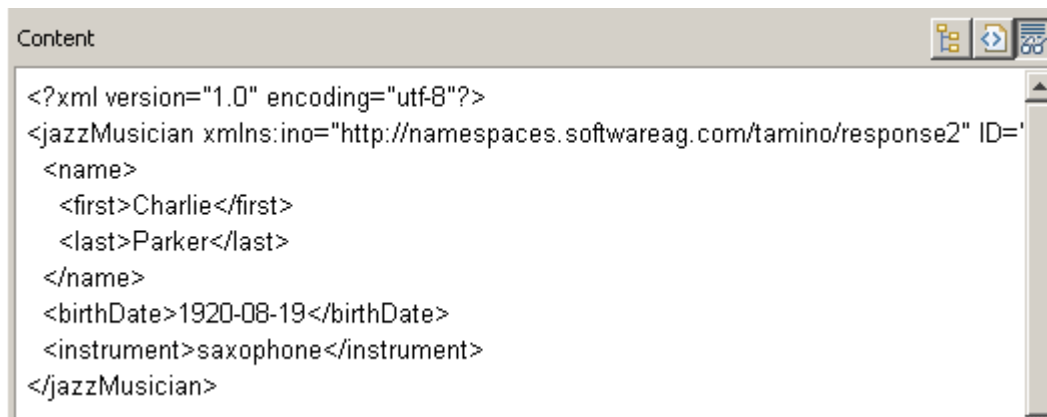 Content
<?xml version="1.0" encoding="utf-8"?>
<jazzMusician xmlns:ino="http://namespaces.softwareag.com/tamino/response2" ID='
<name>
<first>Charlie</first>
<last>Parker</last>
</name>
<birthDate>1920-08-19</birthDate>
<instrument>saxophone</instrument>
</jazzMusician>